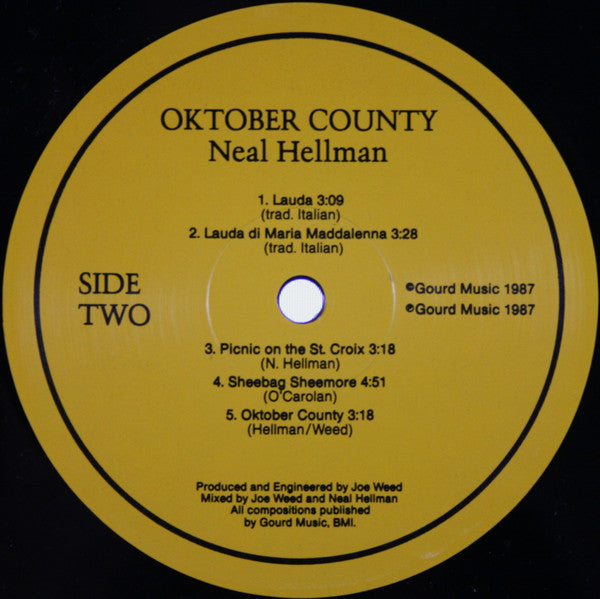 OKTOBER COUNTY
Neal Hellman
1. Lauda 3:09
(trad. Italian)
2. Lauda di Maria Maddalenna 3:28
(trad. Italian)
SIDE
TWO
©Gourd Music 1987
℗Gourd Music 1987
3. Picnic on the St. Croix 3:18
(N. Hellman)
4. Sheebag Sheemore 4:51
(O'Carolan)
5. Oktober County 3:18
(Hellman/Weed)
Produced and Engineered by Joe Weed
Mixed by Joe Weed and Neal Hellman
All compositions published
by Gourd Music, BMI.